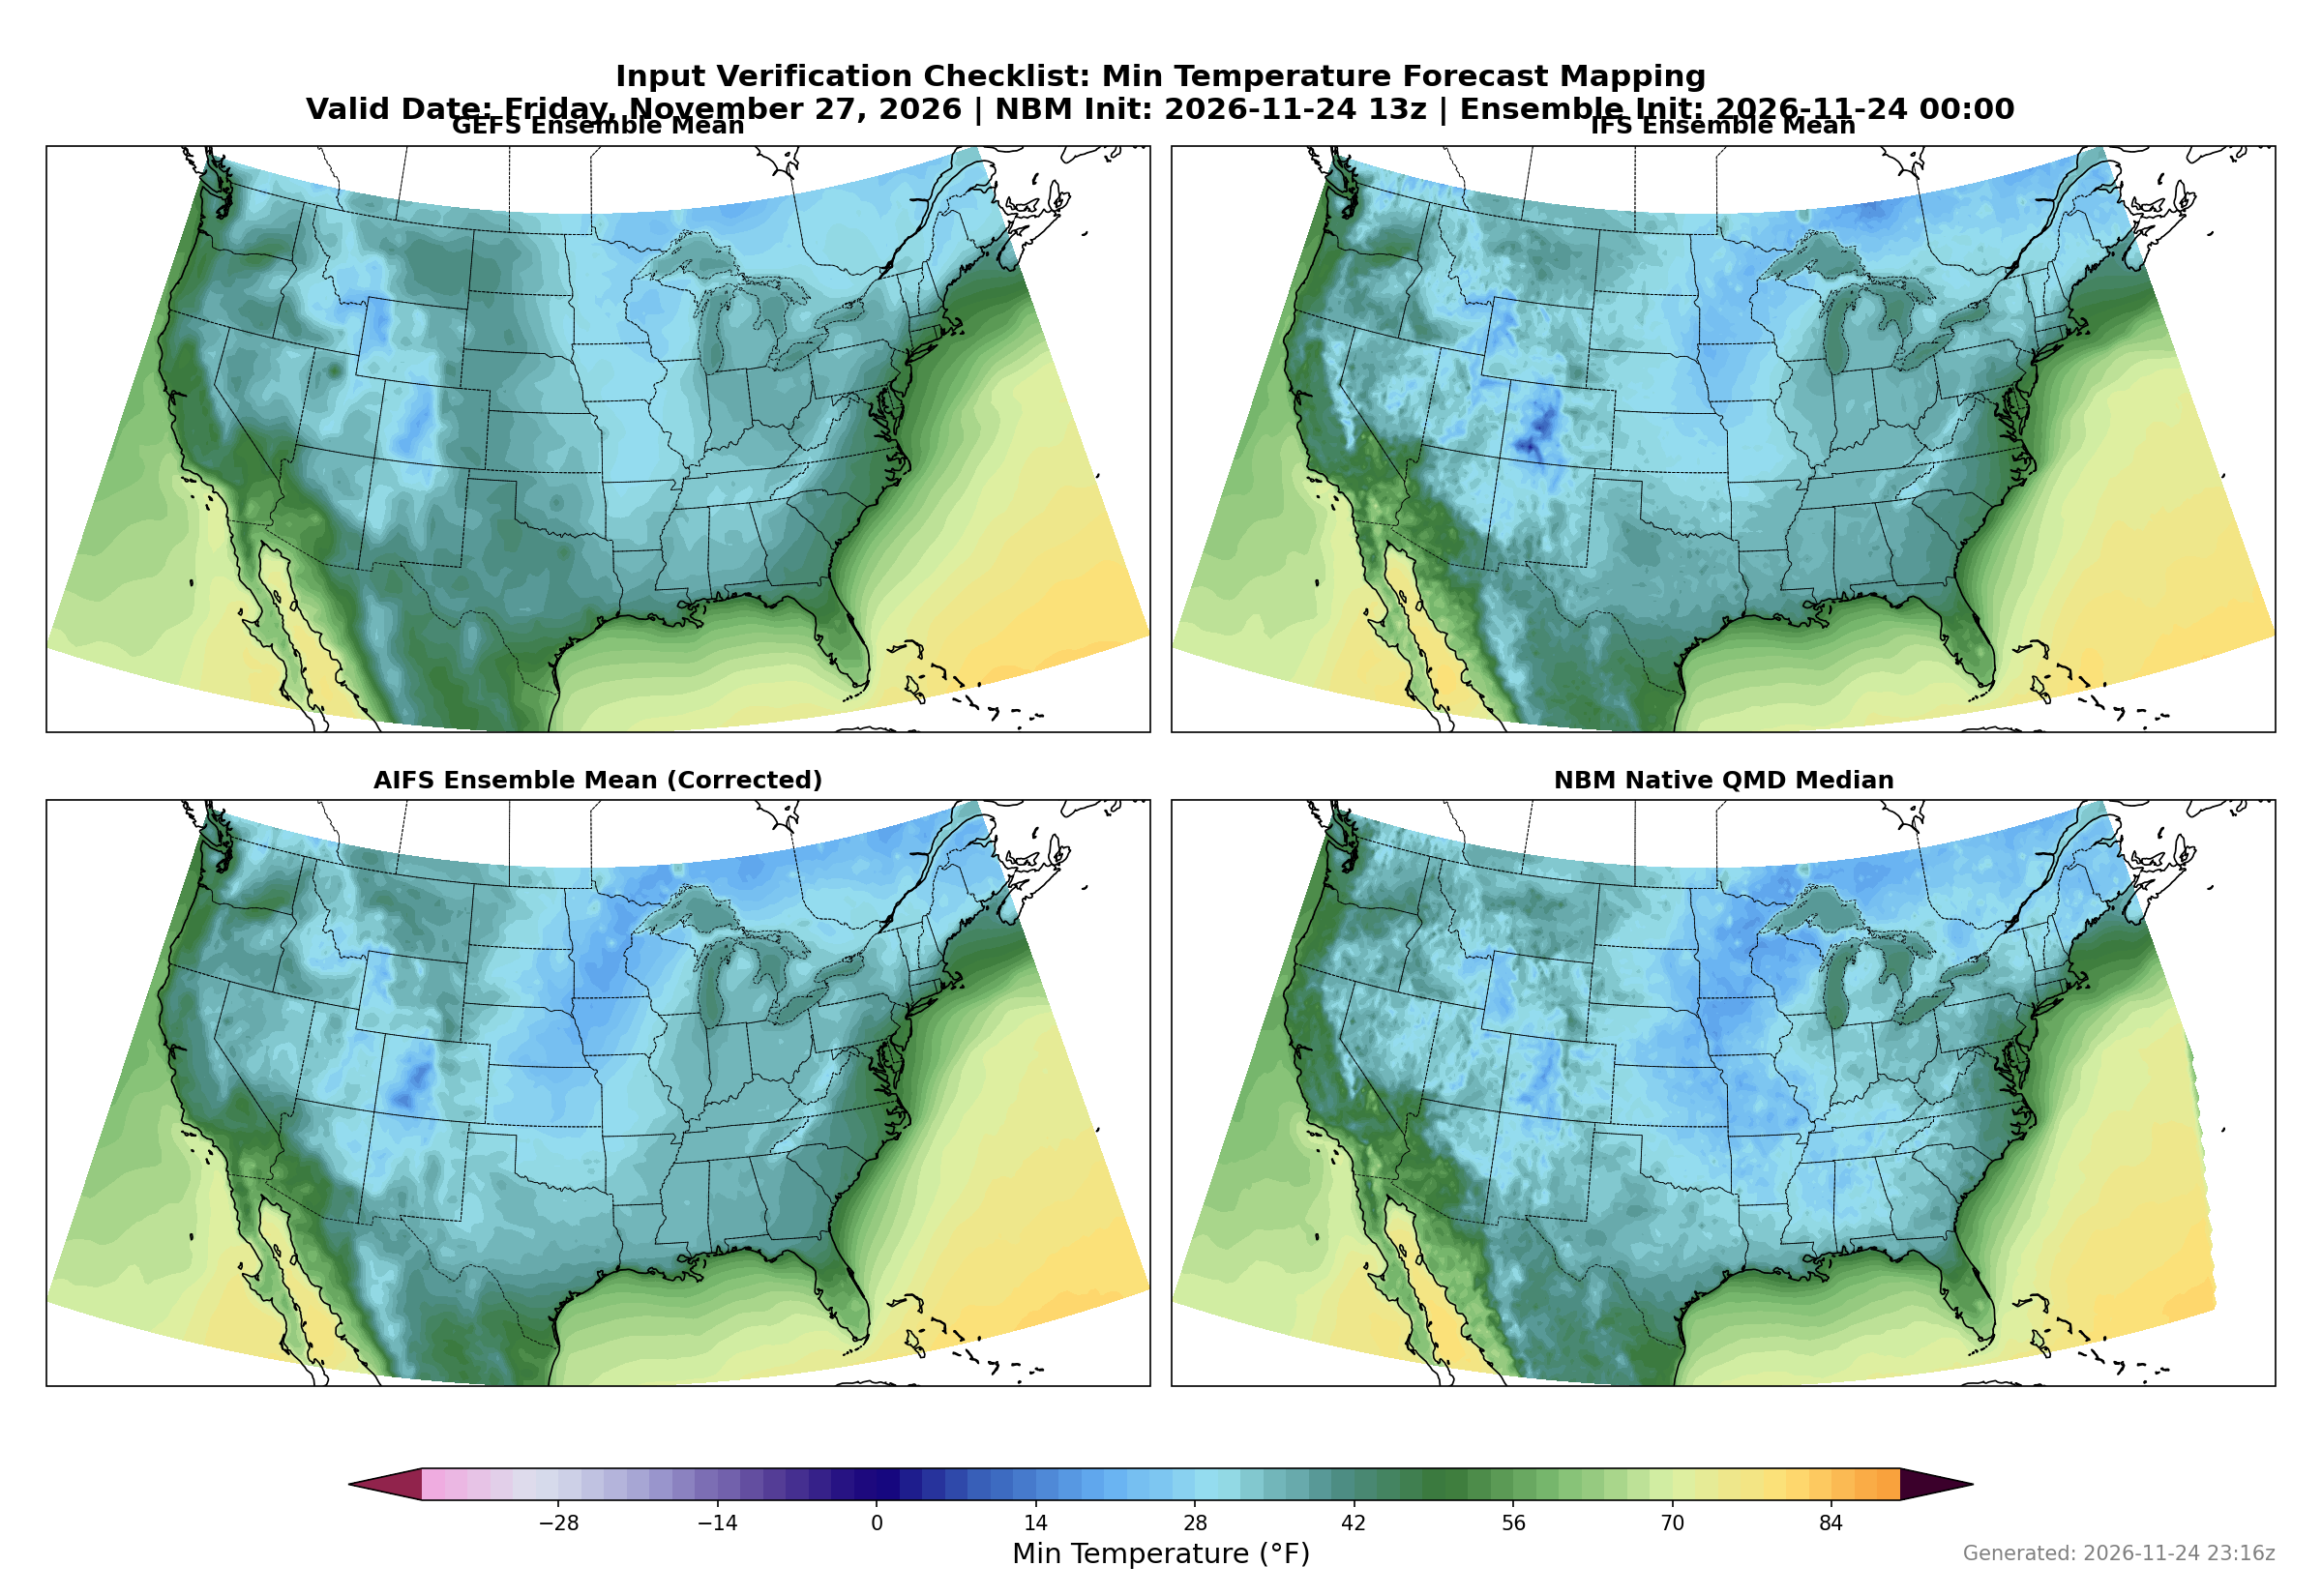 Input Verification Checklist: Min Temperature Forecast Mapping
Valid Date: Friday, November 27, 2026 | NBM Init: 2026-11-24 13z | Ensemble Init: 2026-11-24 00:00
GEFS Ensemble Mean
IFS Ensemble Mean
AIFS Ensemble Mean (Corrected)
NBM Native QMD Median
−28 −14 0 14 28 42 56 70 84
Min Temperature (°F)
Generated: 2026-11-24 23:16z